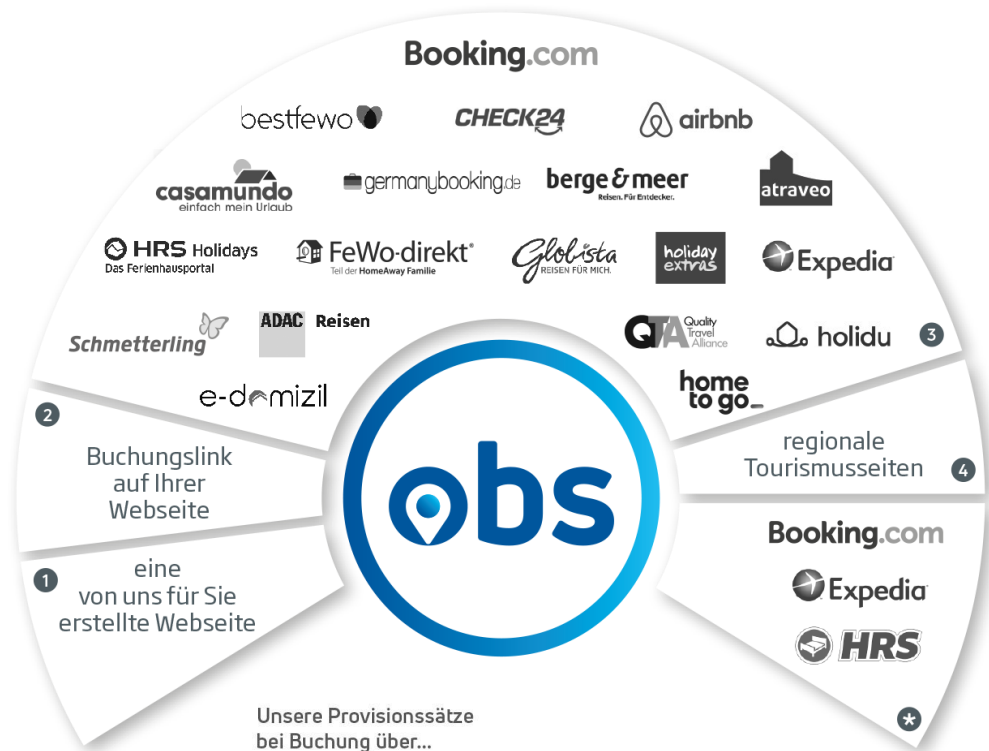 Booking.com
bestfewo
CHECK24
airbnb
casamundo
einfach mein Urlaub
germanybooking.de
berge & meer
Reisen. Für Entdecker.
atraveo
HRS Holidays
Das Ferienhausportal
FeWo-direkt®
Teil der HomeAway Familie
Globista
REISEN FÜR MICH.
holiday
extras
Expedia
Schmetterling
ADAC Reisen
QTA Quality
Travel
Alliance
holidu
3
e-domizil
home
to go_
2
Buchungslink
auf Ihrer
Webseite
obs
regionale
Tourismusseiten
4
1
eine
von uns für Sie
erstellte Webseite
Booking.com
Expedia
HRS
*
Unsere Provisionssätze
bei Buchung über...